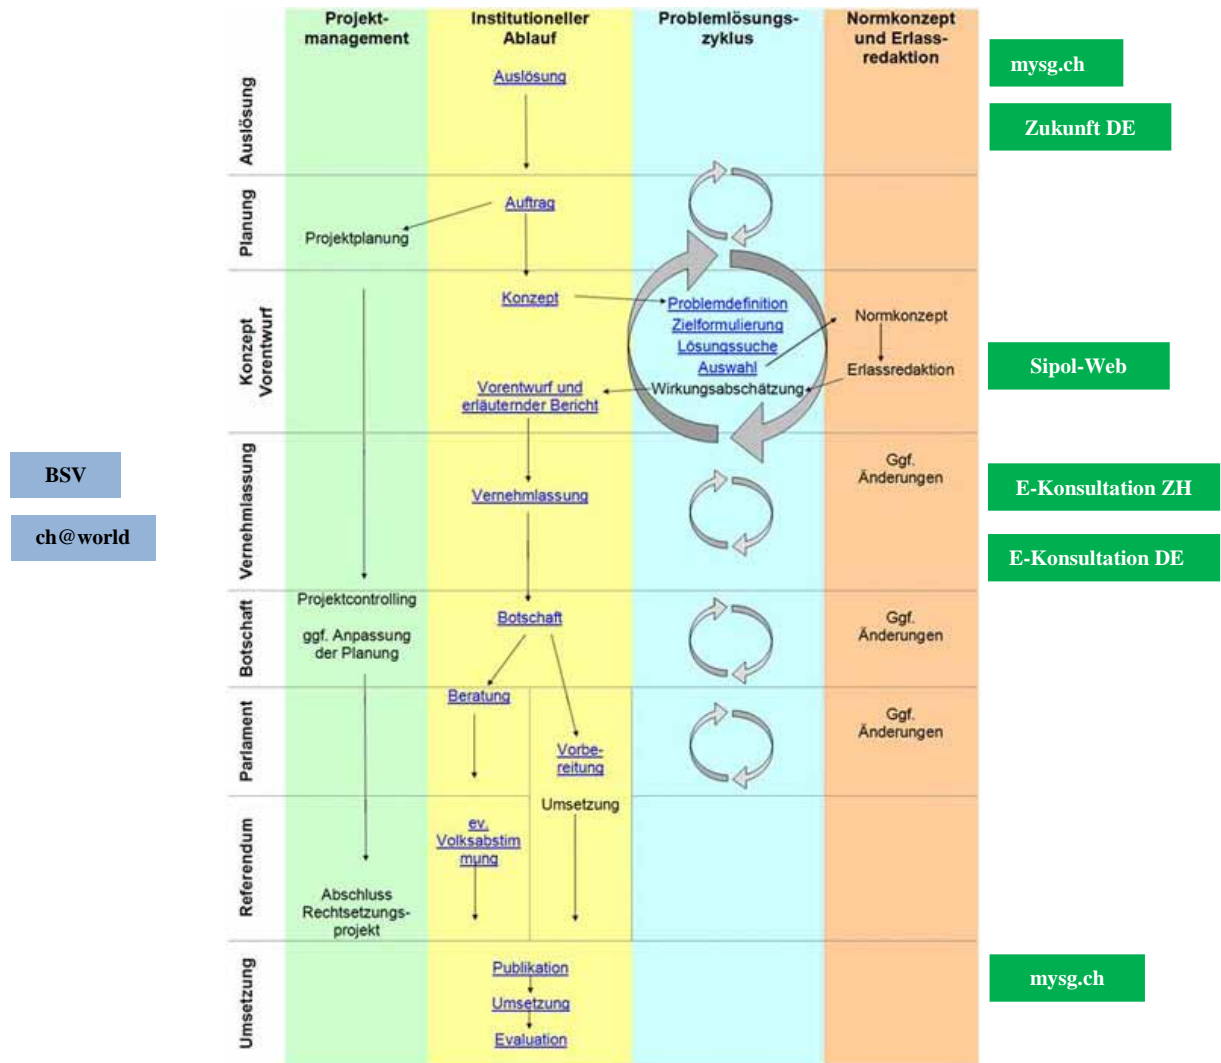 Projekt-
management
Institutioneller
Ablauf
Problemlösungs-
zyklus
Normkonzept
und Erlass-
redaktion
Auslösung
Auslösung
mysg.ch
Zukunft DE
Planung
Auftrag
Projektplanung
Konzept
Vorentwurf
Konzept
Problemdefinition
Zielformulierung
Lösungssuche
Auswahl
Wirkungsabschätzung
Normkonzept
Erlassredaktion
Vorentwurf und
erläuternder Bericht
Sipol-Web
BSV
ch@world
Vernehmlassung
Vernehmlassung
Ggf.
Änderungen
E-Konsultation ZH
E-Konsultation DE
Botschaft
Projektcontrolling
ggf. Anpassung
der Planung
Botschaft
Ggf.
Änderungen
Parlament
Beratung
Vorbe-
reitung
Umsetzung
Ggf.
Änderungen
Referendum
ev.
Volksabstim
mung
Abschluss
Rechtsetzungs-
projekt
Umsetzung
Publikation
Umsetzung
Evaluation
mysg.ch